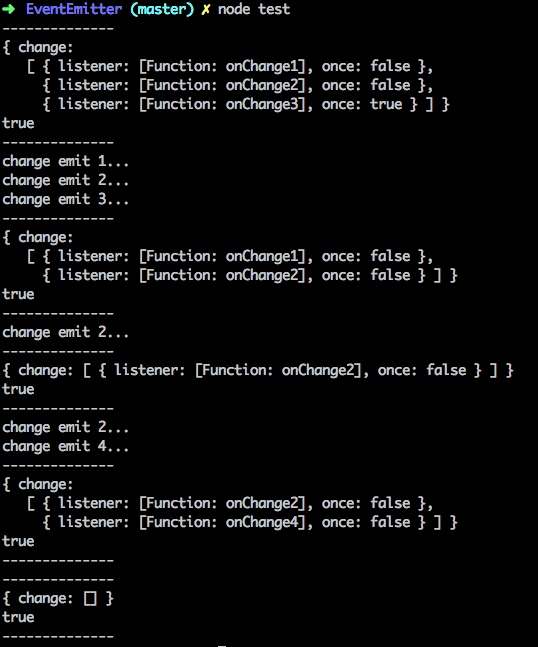 ➜ EventEmitter (master) ✗ node test
--------------
{ change:
   [ { listener: [Function: onChange1], once: false },
     { listener: [Function: onChange2], once: false },
     { listener: [Function: onChange3], once: true } ] }
true
--------------
change emit 1...
change emit 2...
change emit 3...
--------------
{ change:
   [ { listener: [Function: onChange1], once: false },
     { listener: [Function: onChange2], once: false } ] }
true
--------------
change emit 2...
--------------
{ change: [ { listener: [Function: onChange2], once: false } ] }
true
--------------
change emit 2...
change emit 4...
--------------
{ change:
   [ { listener: [Function: onChange2], once: false },
     { listener: [Function: onChange4], once: false } ] }
true
--------------
--------------
{ change: [] }
true
--------------